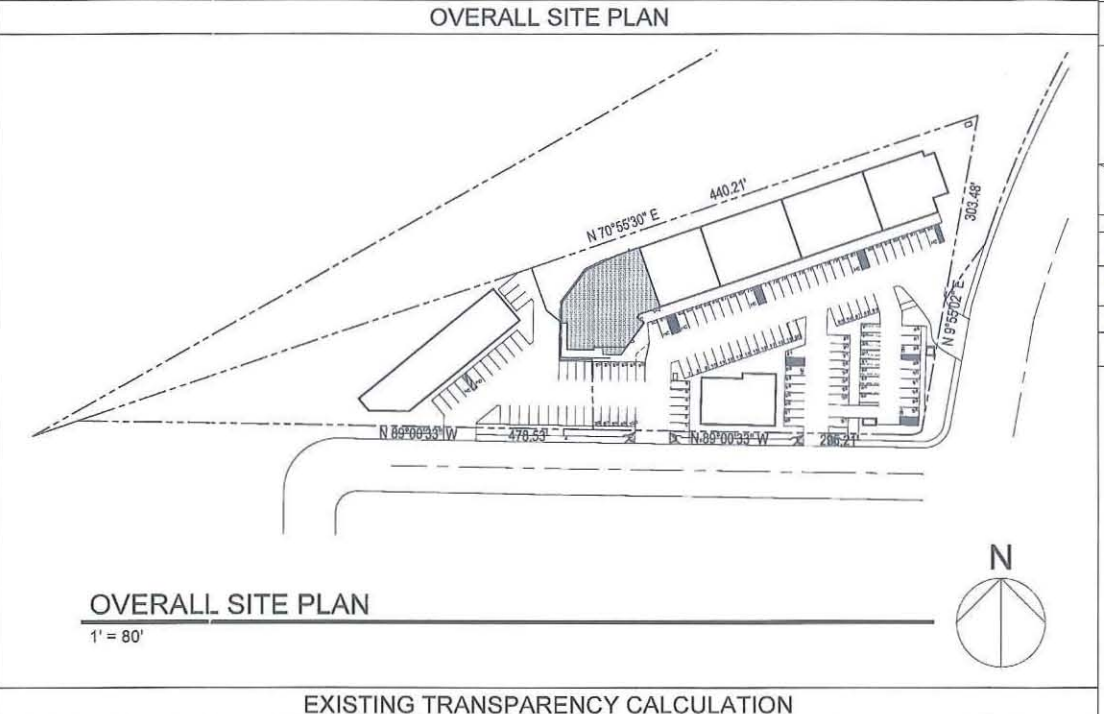 OVERALL SITE PLAN
440.21'
N 70°55'30" E
303.48'
N 9°55'02" E
N 89°00'33" W
478.53'
N 89°00'33" W
206.21'
N
OVERALL SITE PLAN
1' = 80'
EXISTING TRANSPARENCY CALCULATION